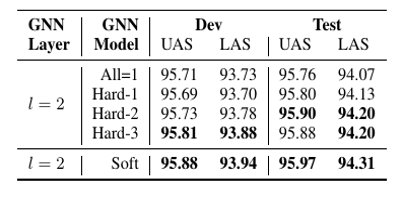 GNN GNN Dev Test
Layer Model UAS LAS UAS LAS
All=1 95.71 93.73 95.76 94.07
Hard-1 95.69 93.70 95.80 94.13
l = 2
Hard-2 95.73 93.78 95.90 94.20
Hard-3 95.81 93.88 95.88 94.20
l = 2 Soft 95.88 93.94 95.97 94.31